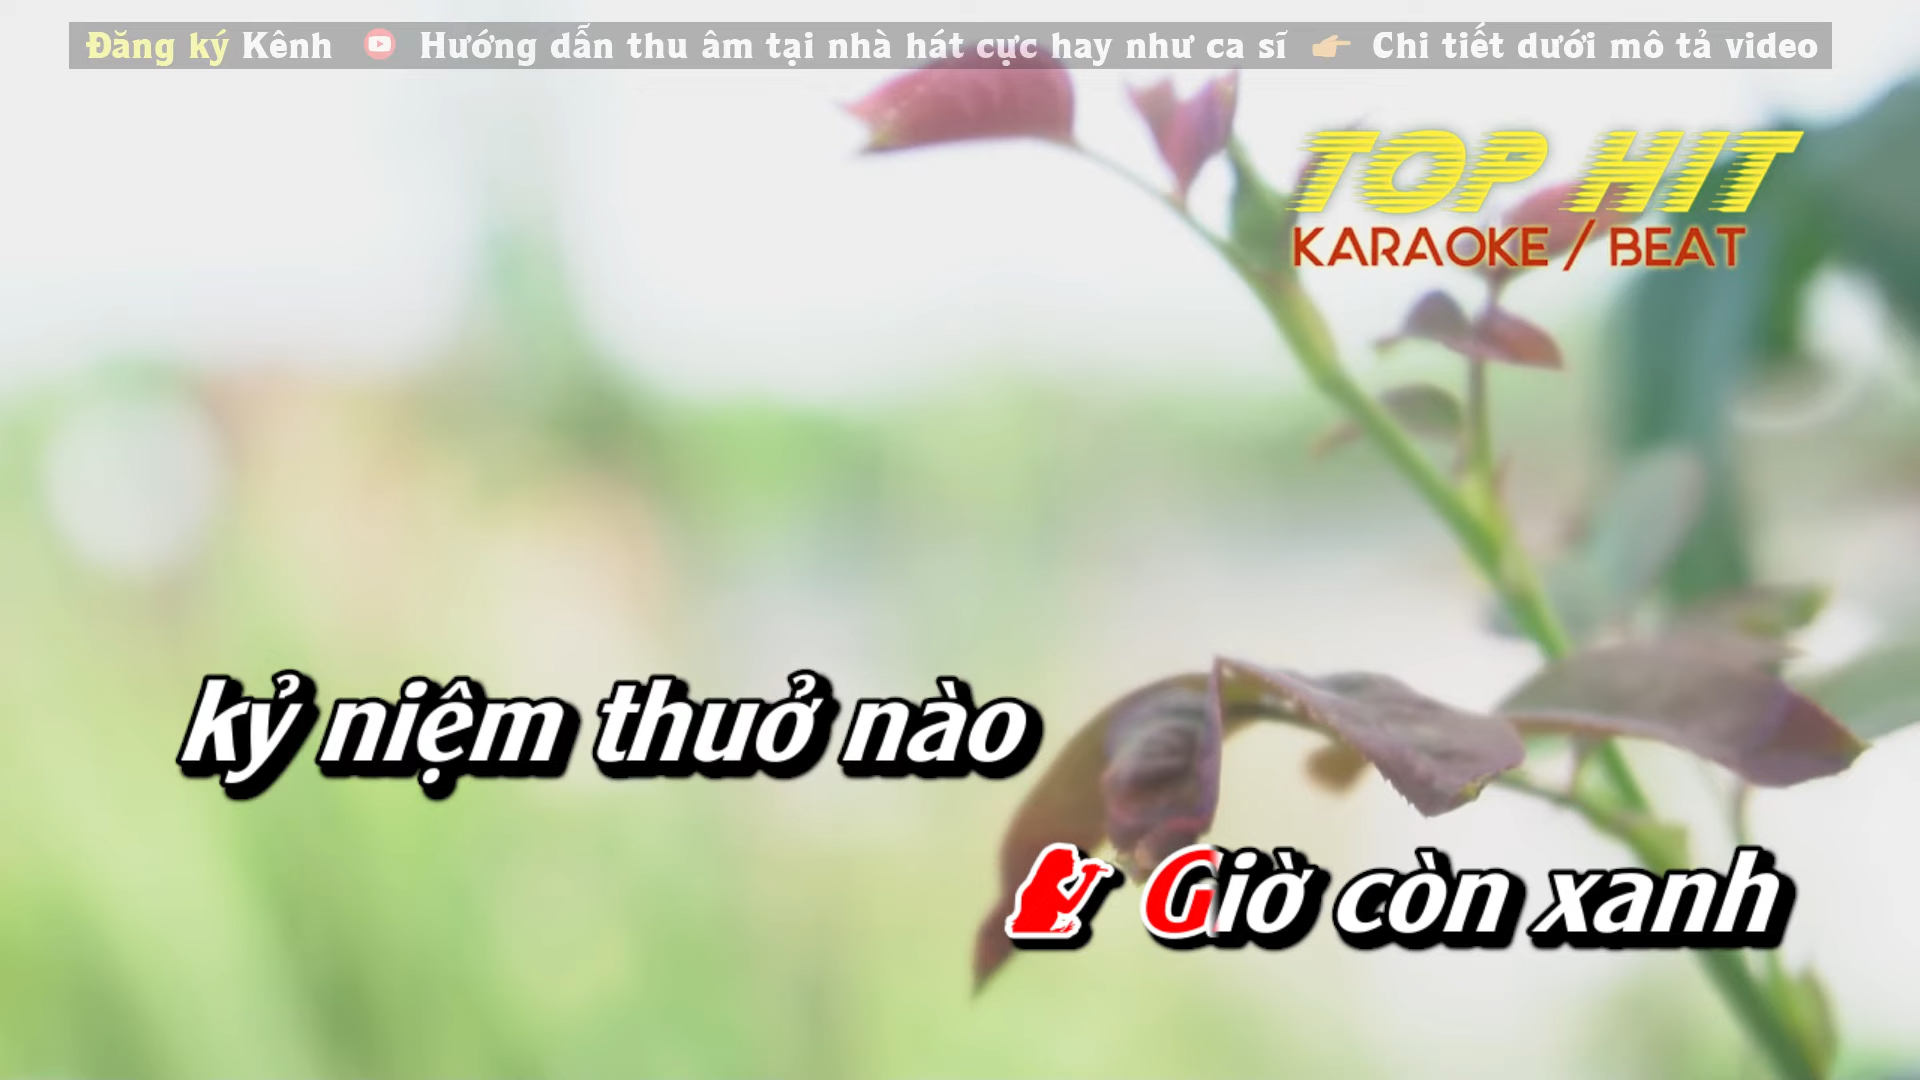 Đăng ký Kênh Hướng dẫn thu âm tại nhà hát cực hay như ca sĩ Chi tiết dưới mô tả video
TOP HIT
KARAOKE / BEAT
kỷ niệm thuở nào
Giờ còn xanh